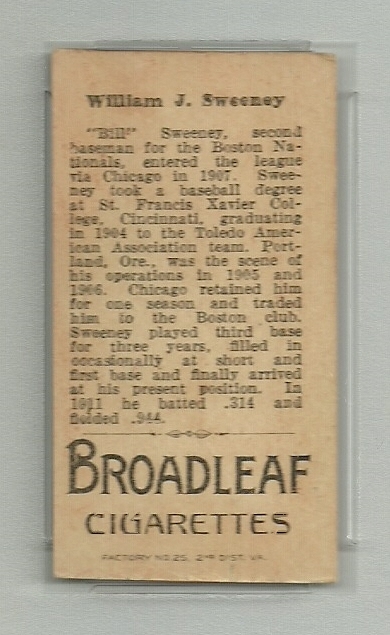 William J. Sweeney
"Bill" Sweeney, second
baseman for the Boston Na-
tionals, entered the league
via Chicago in 1907. Swee-
ney took a baseball degree
at St. Francis Xavier Col-
lege, Cincinnati, graduating
in 1904 to the Toledo Amer-
ican Association team. Port-
land, Ore., was the scene of
his operations in 1905 and
1906. Chicago retained him
for one season and traded
him to the Boston club.
Sweeney played third base
for three years, filled in
occasionally at short and
first base and finally arrived
at his present position. In
1911 he batted .314 and
fielded .944.
BROADLEAF
CIGARETTES
FACTORY NO. 25, 2ND DIST. VA.